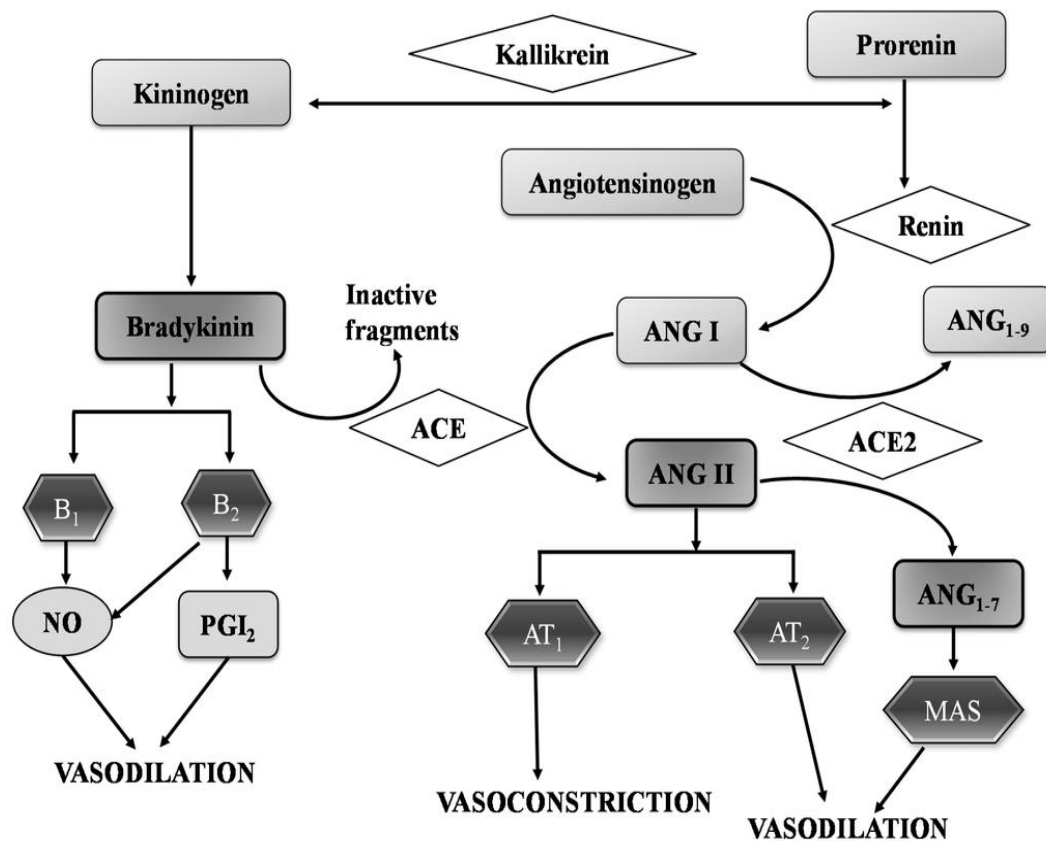 Kallikrein
Prorenin
Kininogen
Angiotensinogen
Renin
Inactive
fragments
Bradykinin
ANG I
ANG₁₋₉
ACE
ACE2
ANG II
B₁
B₂
ANG₁₋₇
NO
PGI₂
AT₁
AT₂
MAS
VASODILATION
VASOCONSTRICTION
VASODILATION